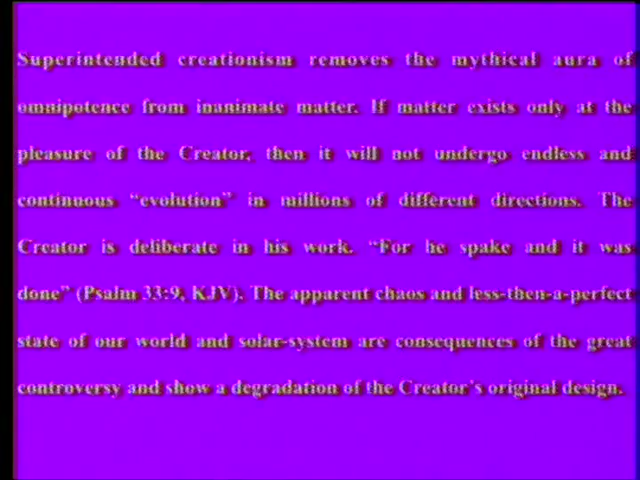 Superintended creationism removes the mythical aura of
omnipotence from inanimate matter. If matter exists only at the
pleasure of the Creator, then it will not undergo endless and
continuous “evolution” in millions of different directions. The
Creator is deliberate in his work. “For he spake and it was
done” (Psalm 33:9, KJV). The apparent chaos and less-then-a-perfect
state of our world and solar-system are consequences of the great
controversy and show a degradation of the Creator’s original design.